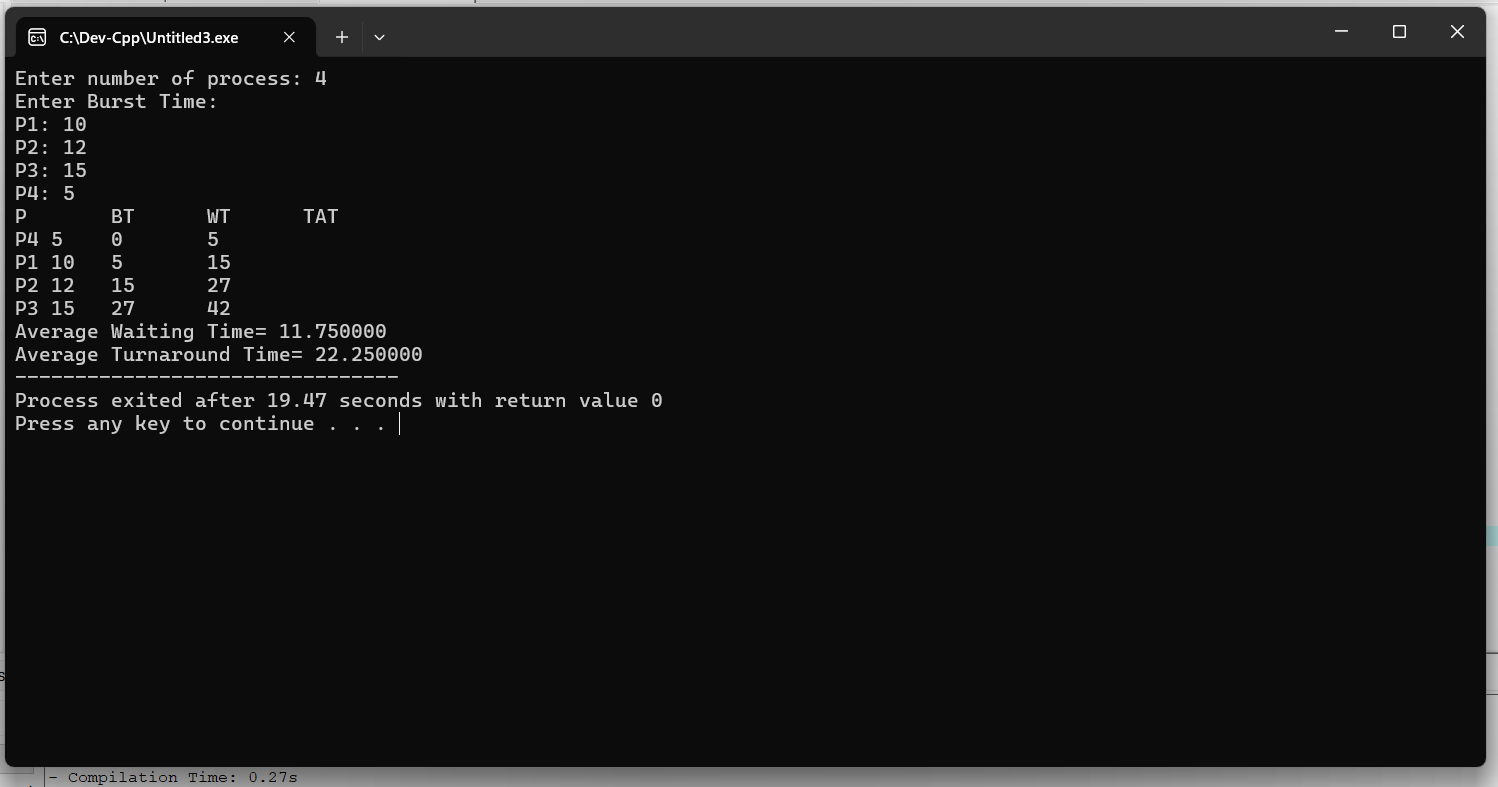 C:\Dev-Cpp\Untitled3.exe
Enter number of process: 4
Enter Burst Time:
P1: 10
P2: 12
P3: 15
P4: 5
P       BT      WT      TAT
P4 5    0       5
P1 10   5       15
P2 12   15      27
P3 15   27      42
Average Waiting Time= 11.750000
Average Turnaround Time= 22.250000
--------------------------------
Process exited after 19.47 seconds with return value 0
Press any key to continue . . .
- Compilation Time: 0.27s